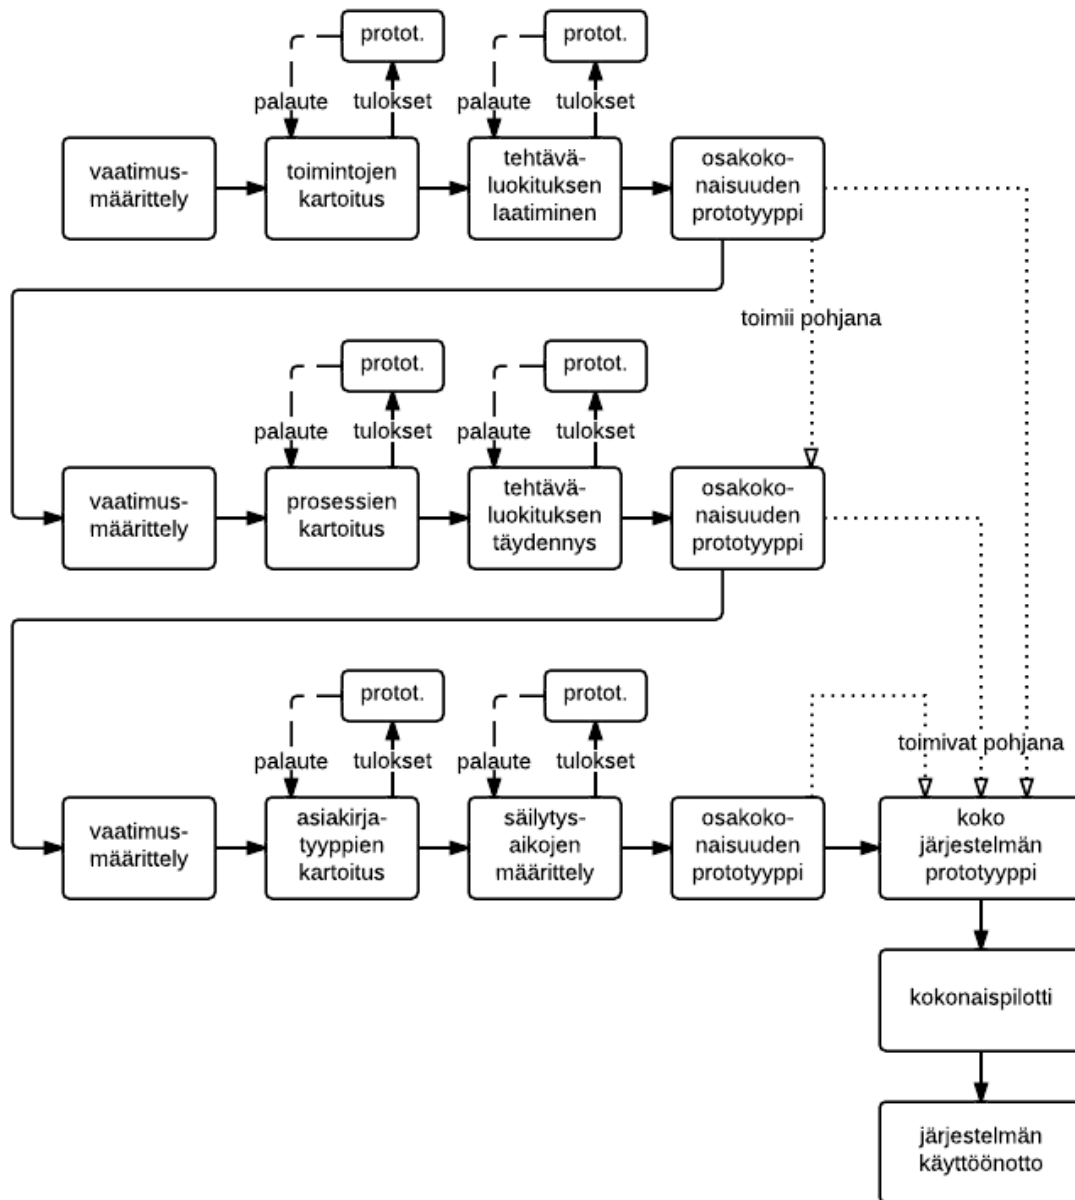 protot.
protot.
palaute
tulokset
palaute
tulokset
vaatimus-
määrittely
toimintojen
kartoitus
tehtävä-
luokituksen
laatiminen
osakoko-
naisuuden
prototyyppi
toimii pohjana
protot.
protot.
palaute
tulokset
palaute
tulokset
vaatimus-
määrittely
prosessien
kartoitus
tehtävä-
luokituksen
täydennys
osakoko-
naisuuden
prototyyppi
protot.
protot.
palaute
tulokset
palaute
tulokset
toimivat pohjana
vaatimus-
määrittely
asiakirja-
tyyppien
kartoitus
säilytys-
aikojen
määrittely
osakoko-
naisuuden
prototyyppi
koko
järjestelmän
prototyyppi
kokonaispilotti
järjestelmän
käyttöönotto